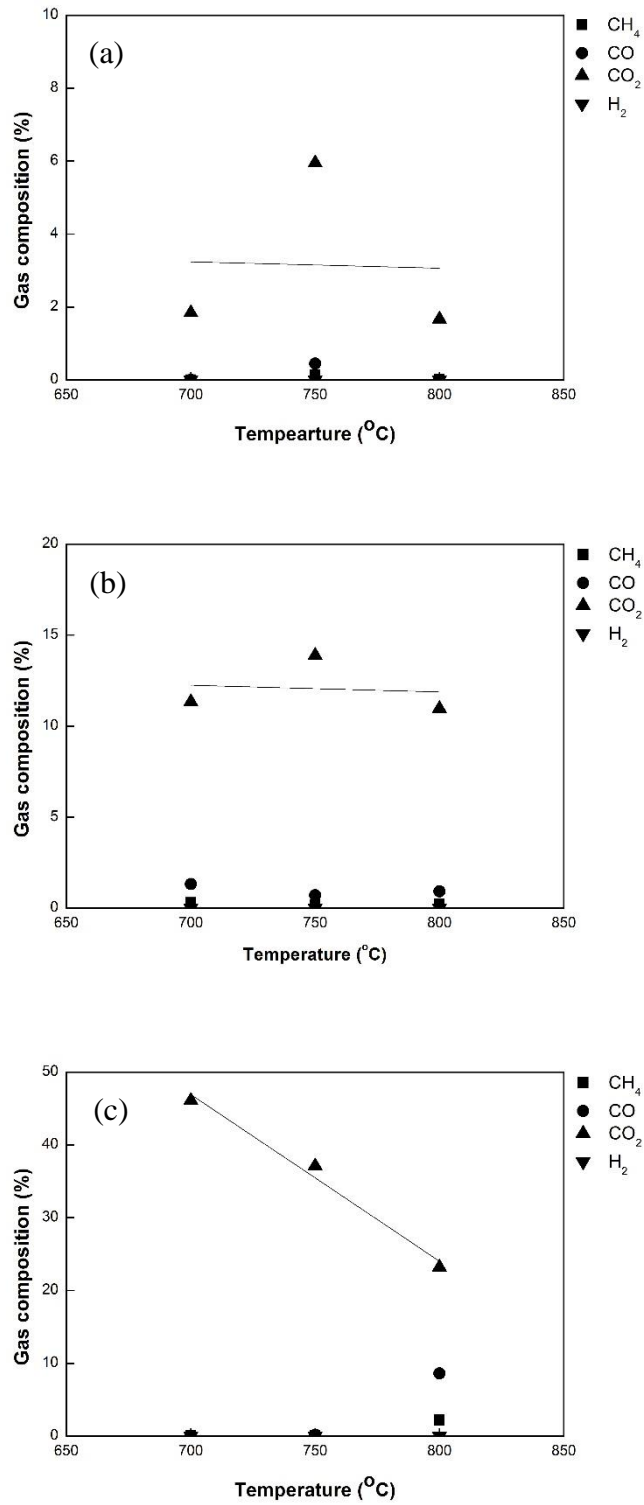 (a)
10
8
6
4
2
0
650 700 750 800 850
Gas composition (%)
Tempearture (°C)
CH4
CO
CO2
H2
(b)
20
15
10
5
0
650 700 750 800 850
Gas composition (%)
Temperature (°C)
CH4
CO
CO2
H2
(c)
50
40
30
20
10
0
650 700 750 800 850
Gas composition (%)
Temperature (°C)
CH4
CO
CO2
H2